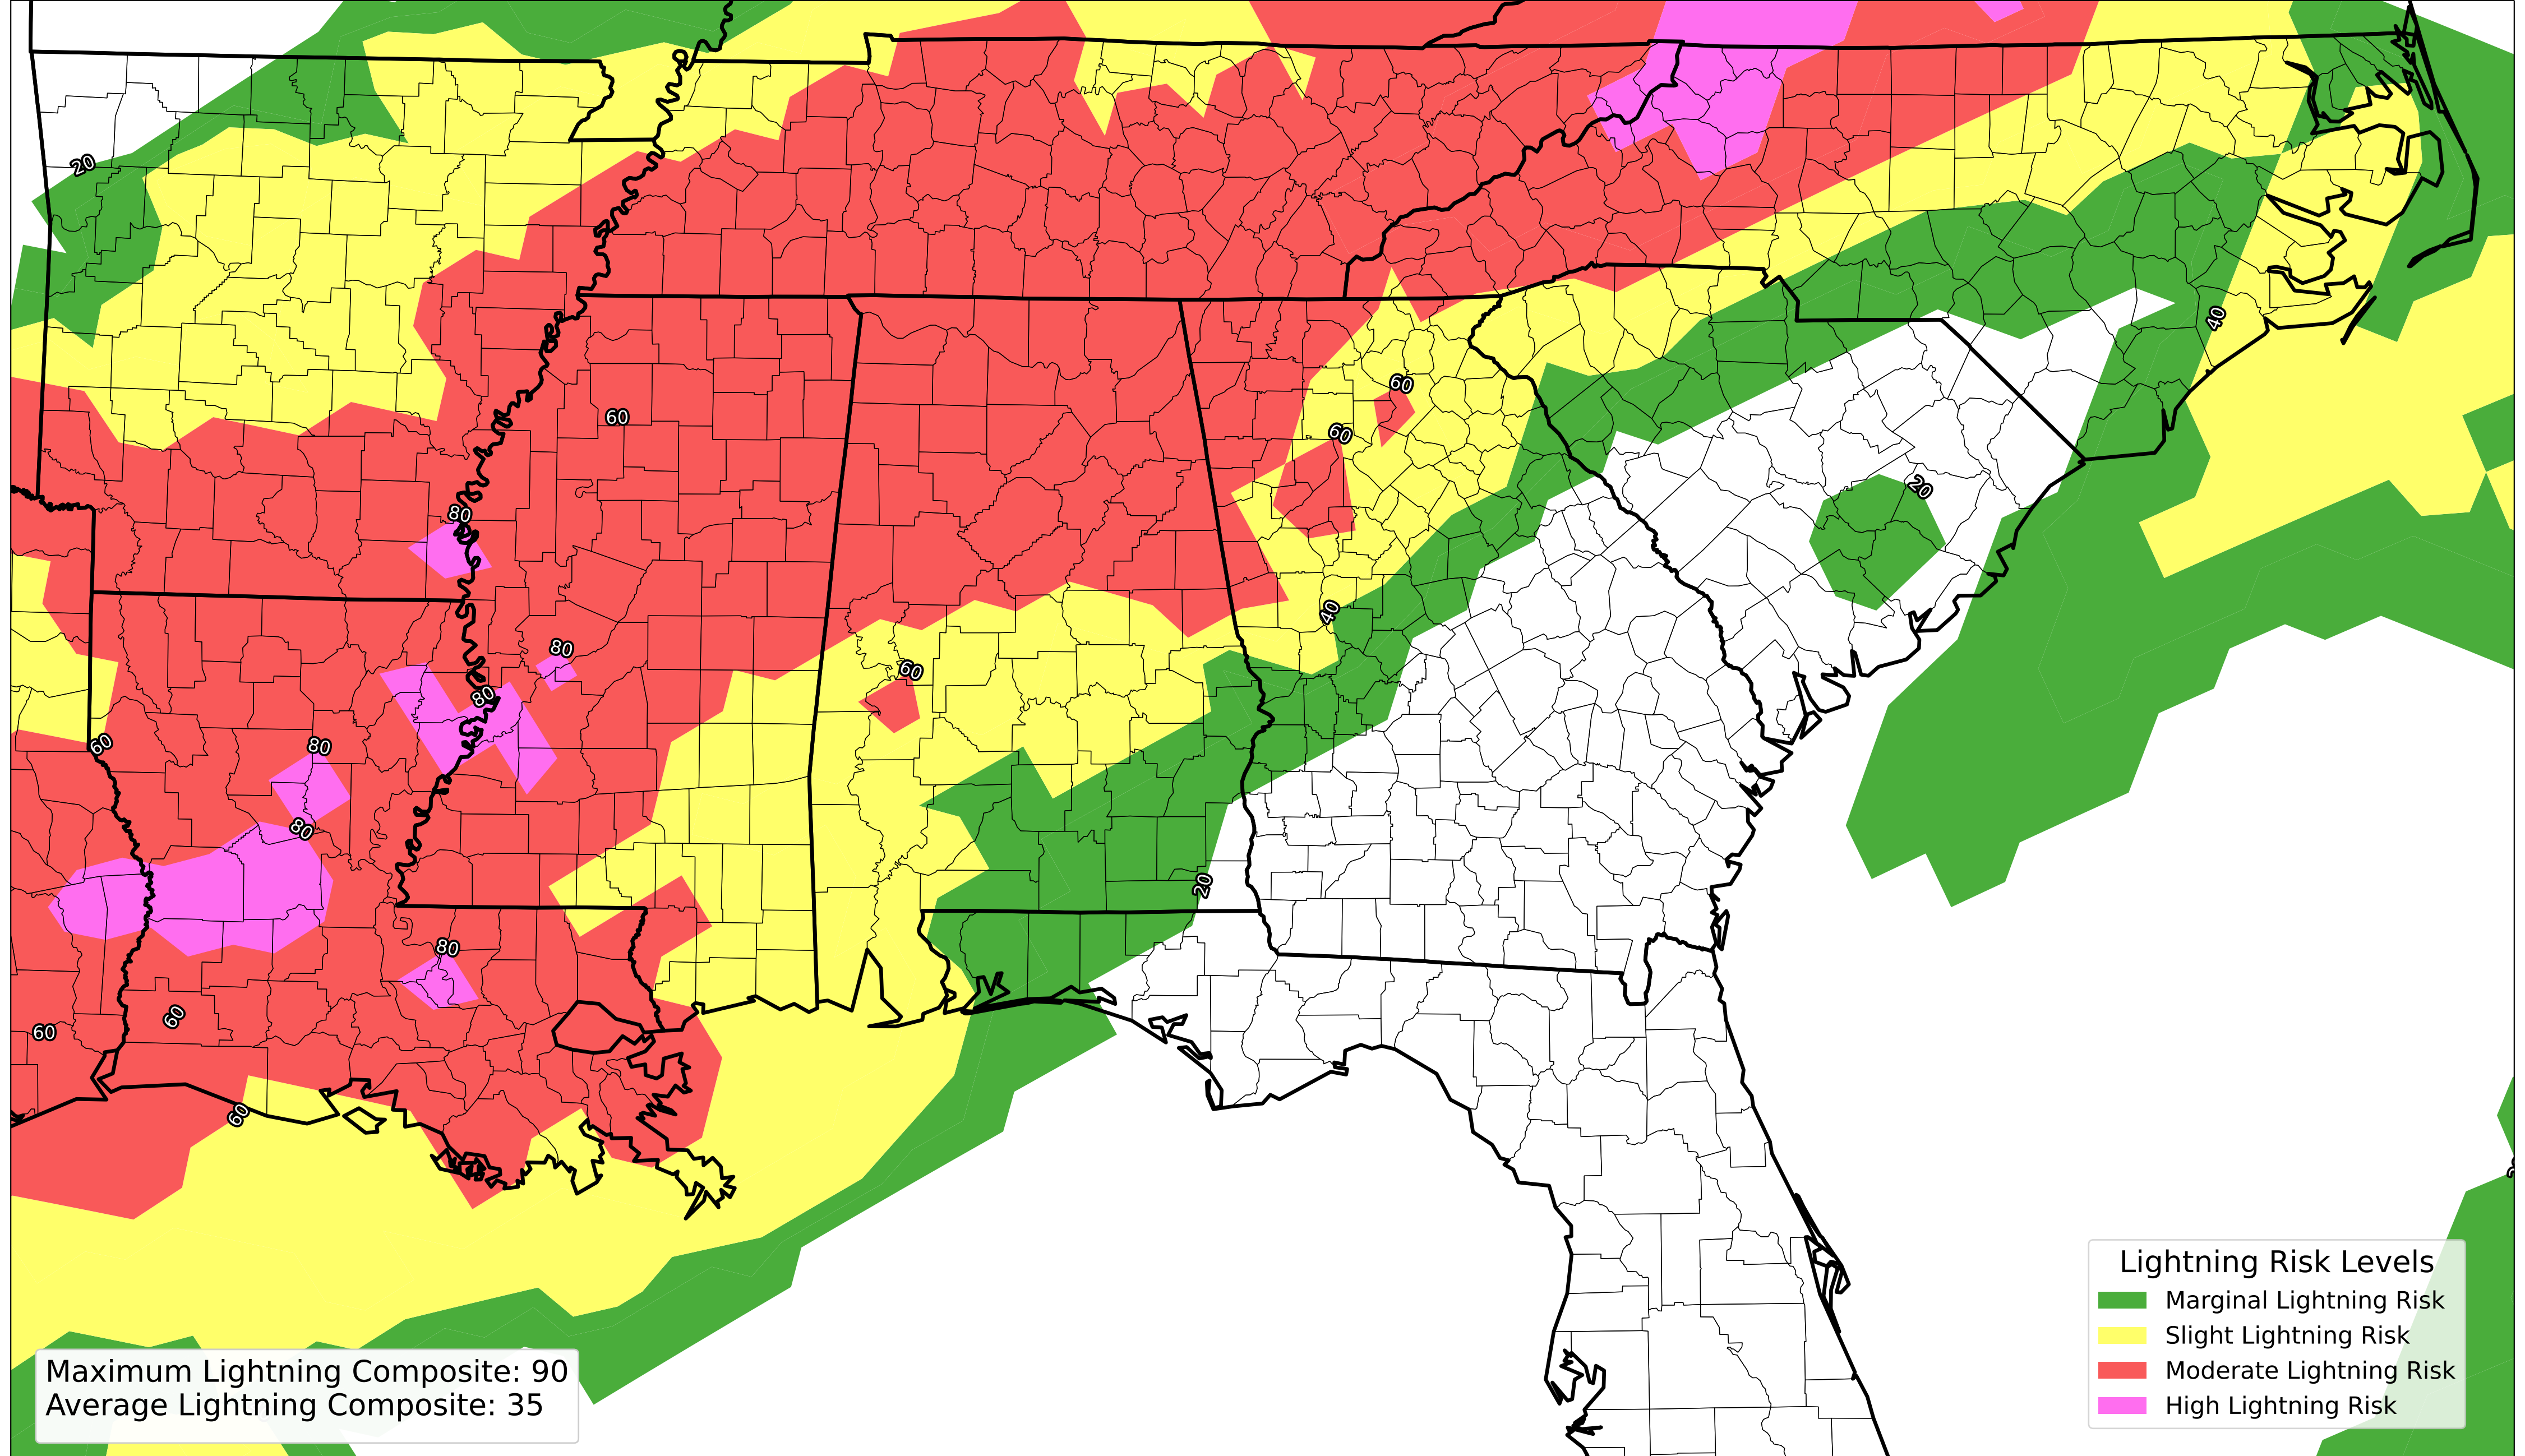 20
60
40
60
60
20
80
40
80
60
80
60
80
80
20
80
60
60
60
Lightning Risk Levels
Marginal Lightning Risk
Slight Lightning Risk
Moderate Lightning Risk
High Lightning Risk
Maximum Lightning Composite: 90
Average Lightning Composite: 35